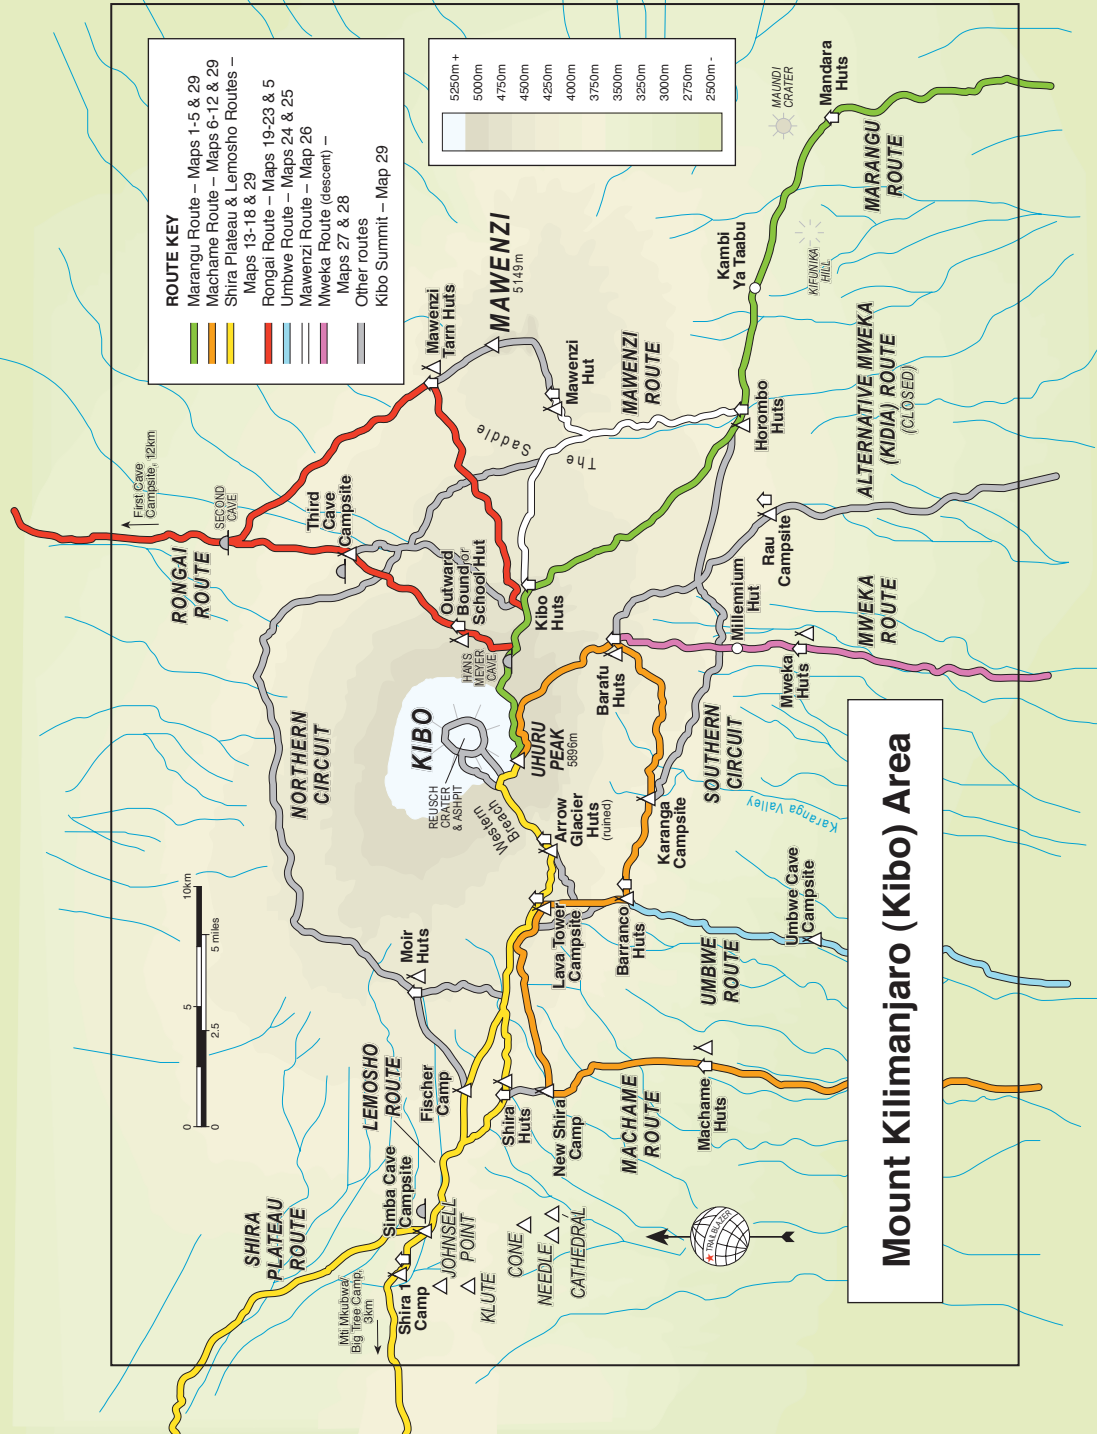 ROUTE KEY
Marangu Route – Maps 1-5 & 29
Machame Route – Maps 6-12 & 29
Shira Plateau & Lemosho Routes –
Maps 13-18 & 29
Rongai Route – Maps 19-23 & 5
Umbwe Route – Maps 24 & 25
Mawenzi Route – Map 26
Mweka Route (descent) –
Maps 27 & 28
Other routes
Kibo Summit – Map 29
5250m +
5000m
4750m
4500m
4250m
4000m
3750m
3500m
3250m
3000m
2750m
2500m -
0
5
10km
0
2.5
5 miles
First Cave
Campsite, 12km
SECOND
CAVE
RONGAI
ROUTE
Third
Cave
Campsite
Mawenzi
Tarn Huts
MAWENZI
5149m
Mawenzi
Hut
MAWENZI
ROUTE
The Saddle
Outward
Bound or
School Hut
HANS
MEYER
CAVE
Kibo
Huts
NORTHERN
CIRCUIT
KIBO
REUSCH
CRATER
& ASHPIT
UHURU
PEAK
5896m
Western
Breach
Arrow
Glacier
Huts
(ruined)
Lava Tower
Campsite
Barranco
Huts
Karanga
Campsite
Barafu
Huts
SOUTHERN
CIRCUIT
Karanga Valley
Moir
Huts
LEMOSHO
ROUTE
Fischer
Camp
Shira
Huts
New Shira
Camp
SHIRA
PLATEAU
ROUTE
Simba Cave
Campsite
Shira 1
Camp
Mti Mkubwa/
Big Tree Camp,
3km
JOHNSELL
POINT
KLUTE
CONE
NEEDLE
CATHEDRAL
MACHAME
ROUTE
Machame
Huts
UMBWE
ROUTE
Umbwe Cave
Campsite
Mweka
Huts
Millennium
Hut
MWEKA
ROUTE
Rau
Campsite
ALTERNATIVE MWEKA
(KIDIA) ROUTE
(CLOSED)
Horombo
Huts
Kambi
Ya Taabu
KIFUNIKA
HILL
MAUNDI
CRATER
Mandara
Huts
MARANGU
ROUTE
TRAILBLAZER
Mount Kilimanjaro (Kibo) Area